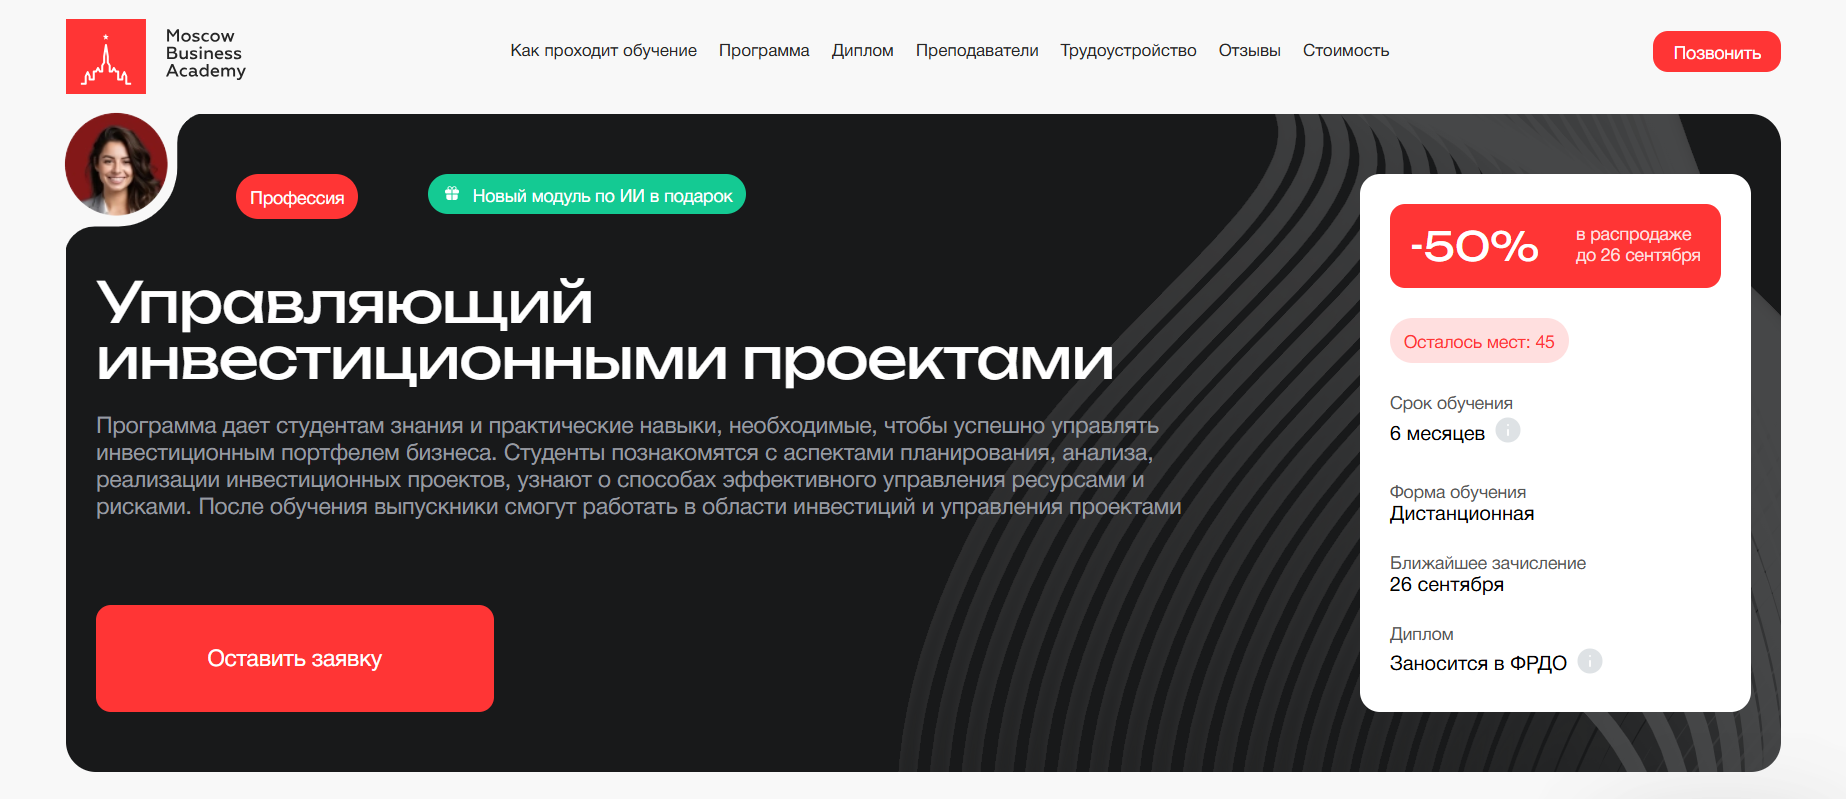 Moscow
Business
Academy
Как проходит обучение Программа Диплом Преподаватели Трудоустройство Отзывы Стоимость
Позвонить
Профессия
Новый модуль по ИИ в подарок
Управляющий
инвестиционными проектами
Программа дает студентам знания и практические навыки, необходимые, чтобы успешно управлять
инвестиционным портфелем бизнеса. Студенты познакомятся с аспектами планирования, анализа,
реализации инвестиционных проектов, узнают о способах эффективного управления ресурсами и
рисками. После обучения выпускники смогут работать в области инвестиций и управления проектами
Оставить заявку
-50%
в распродаже
до 26 сентября
Осталось мест: 45
Срок обучения
6 месяцев
Форма обучения
Дистанционная
Ближайшее зачисление
26 сентября
Диплом
Заносится в ФРДО